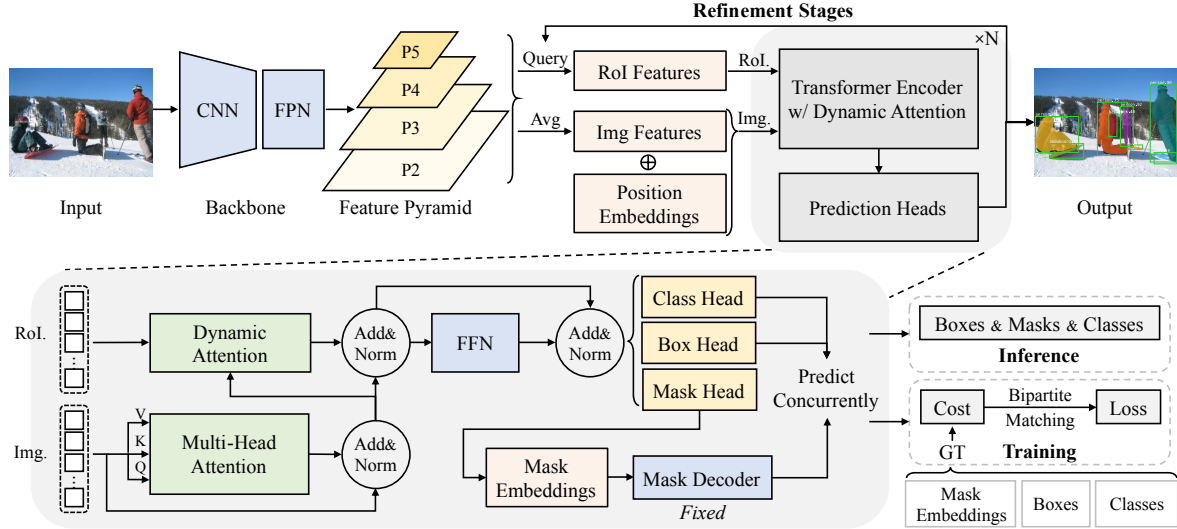 Refinement Stages
×N
P5
P4
P3
P2
CNN
FPN
Query
Avg
RoI Features
Img Features
⊕
Position
Embeddings
RoI.
Img.
Transformer Encoder
w/ Dynamic Attention
Prediction Heads
Input
Backbone
Feature Pyramid
Output
RoI.
Img.
Dynamic
Attention
V
K
Q
Multi-Head
Attention
Add&
Norm
Add&
Norm
FFN
Add&
Norm
Class Head
Box Head
Mask Head
Predict
Concurrently
Mask
Embeddings
Mask Decoder
Fixed
Boxes & Masks & Classes
Inference
Cost
Bipartite
Matching
Loss
GT
Training
Mask
Embeddings
Boxes
Classes